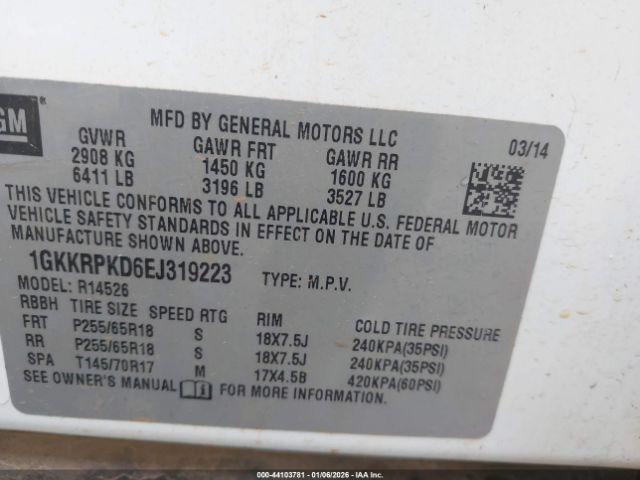 GM
®
MFD BY GENERAL MOTORS LLC
03/14
GVWR GAWR FRT GAWR RR
2908 KG 1450 KG 1600 KG
6411 LB 3196 LB 3527 LB
THIS VEHICLE CONFORMS TO ALL APPLICABLE U.S. FEDERAL MOTOR
VEHICLE SAFETY STANDARDS IN EFFECT ON THE DATE OF
MANUFACTURE SHOWN ABOVE.
1GKKRPKD6EJ319223 TYPE: M.P.V.
MODEL: R14526
RBBH TIRE SIZE SPEED RTG RIM COLD TIRE PRESSURE
FRT P255/65R18 S 18X7.5J 240KPA(35PSI)
RR P255/65R18 S 18X7.5J 240KPA(35PSI)
SPA T145/70R17 M 17X4.5B 420KPA(60PSI)
SEE OWNER'S MANUAL FOR MORE INFORMATION.
000-44103781 - 01/06/2026 - IAA Inc.